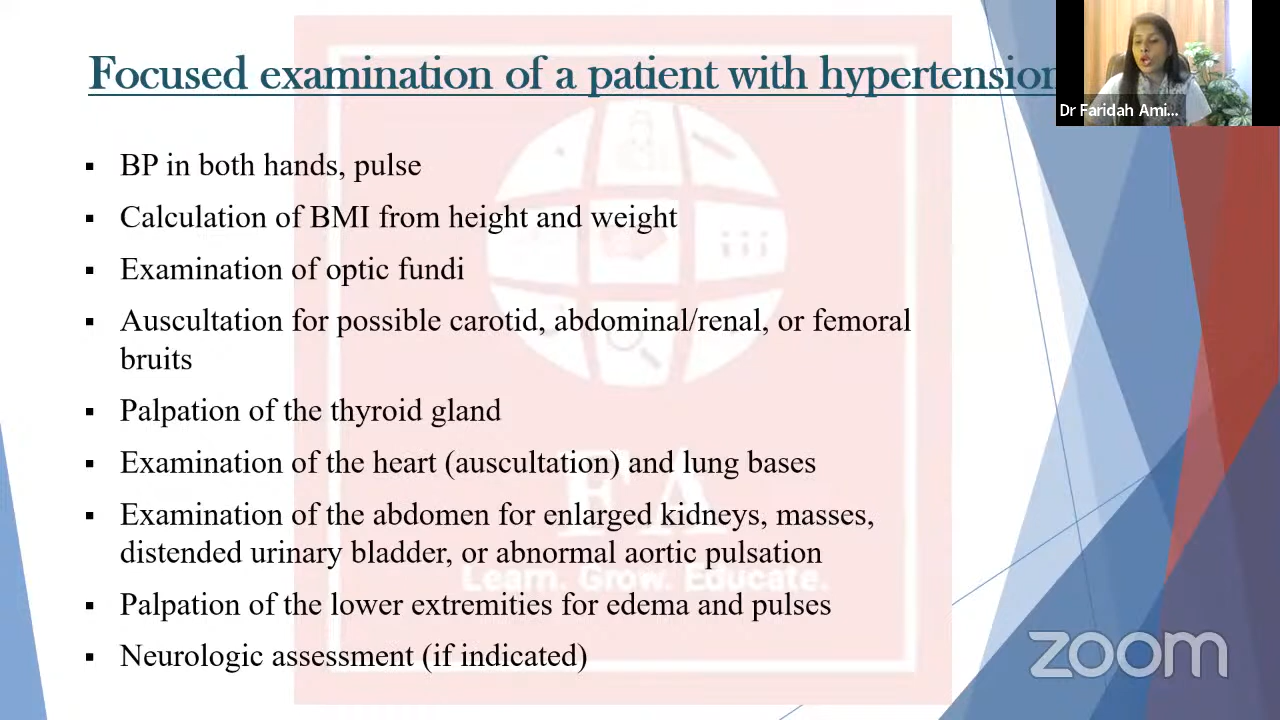 Focused examination of a patient with hypertension
Dr Faridah Ami...
▪ BP in both hands, pulse
▪ Calculation of BMI from height and weight
▪ Examination of optic fundi
▪ Auscultation for possible carotid, abdominal/renal, or femoral
bruits
▪ Palpation of the thyroid gland
▪ Examination of the heart (auscultation) and lung bases
▪ Examination of the abdomen for enlarged kidneys, masses,
distended urinary bladder, or abnormal aortic pulsation
FA
Learn. Grow. Educate.
▪ Palpation of the lower extremities for edema and pulses
▪ Neurologic assessment (if indicated)
zoom